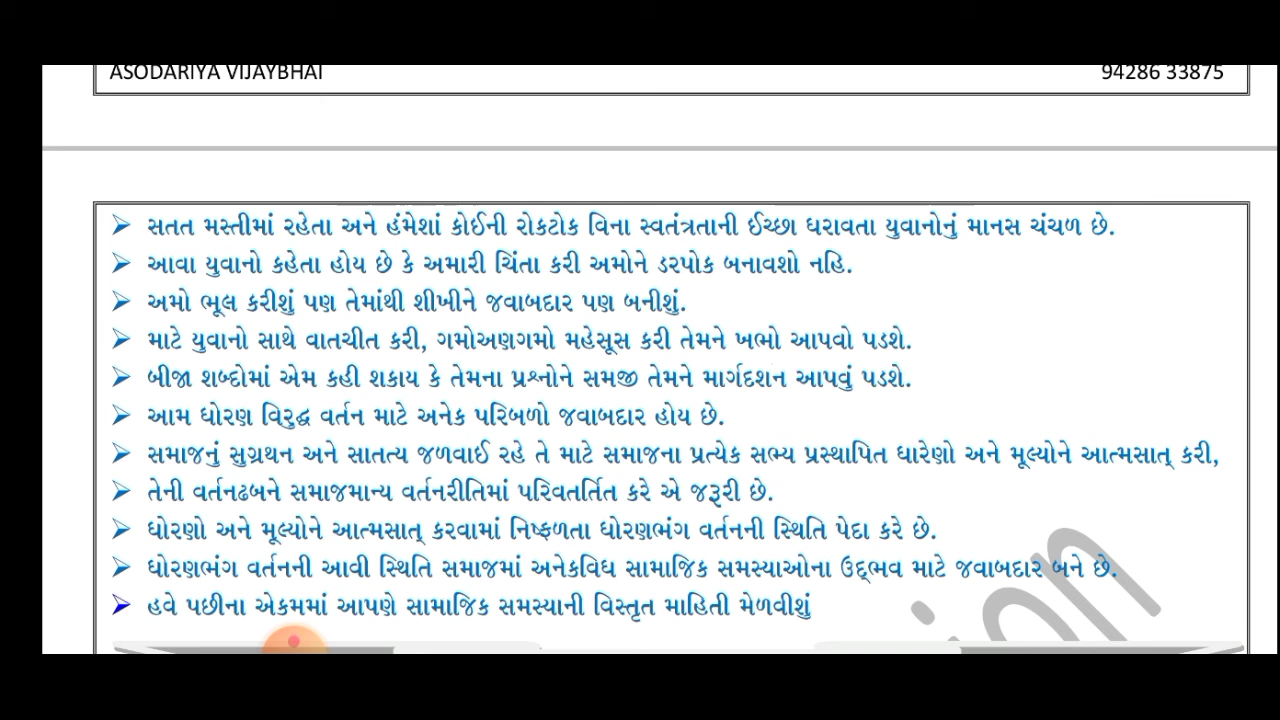 ASODARIYA VIJAYBHAI 94286 33875
➢ સતત મસ્તીમાં રહેતા અને હંમેશાં કોઈની રોકટોક વિના સ્વતંત્રતાની ઈચ્છા ધરાવતા યુવાનોનું માનસ ચંચળ છે.
➢ આવા યુવાનો કહેતા હોય છે કે અમારી ચિંતા કરી અમોને ડરપોક બનાવશો નહિ.
➢ અમો ભૂલ કરીશું પણ તેમાંથી શીખીને જવાબદાર પણ બનીશું.
➢ માટે યુવાનો સાથે વાતચીત કરી, ગમોઅણગમો મહેસૂસ કરી તેમને ખભો આપવો પડશે.
➢ બીજા શબ્દોમાં એમ કહી શકાય કે તેમના પ્રશ્નોને સમજી તેમને માર્ગદશન આપવું પડશે.
➢ આમ ધોરણ વિરુદ્ધ વર્તન માટે અનેક પરિબળો જવાબદાર હોય છે.
➢ સમાજનું સુગ્રથન અને સાતત્ય જળવાઈ રહે તે માટે સમાજના પ્રત્યેક સભ્ય પ્રસ્થાપિત ધારેણો અને મૂલ્યોને આત્મસાત્ કરી,
➢ તેની વર્તનઢબને સમાજમાન્ય વર્તનરીતિમાં પરિવતર્તિત કરે એ જરૂરી છે.
➢ ધોરણો અને મૂલ્યોને આત્મસાત્ કરવામાં નિષ્ફળતા ધોરણભંગ વર્તનની સ્થિતિ પેદા કરે છે.
➢ ધોરણભંગ વર્તનની આવી સ્થિતિ સમાજમાં અનેકવિધ સામાજિક સમસ્યાઓના ઉદ્‌ભવ માટે જવાબદાર બને છે.
➢ હવે પછીના એકમમાં આપણે સામાજિક સમસ્યાની વિસ્તૃત માહિતી મેળવીશું